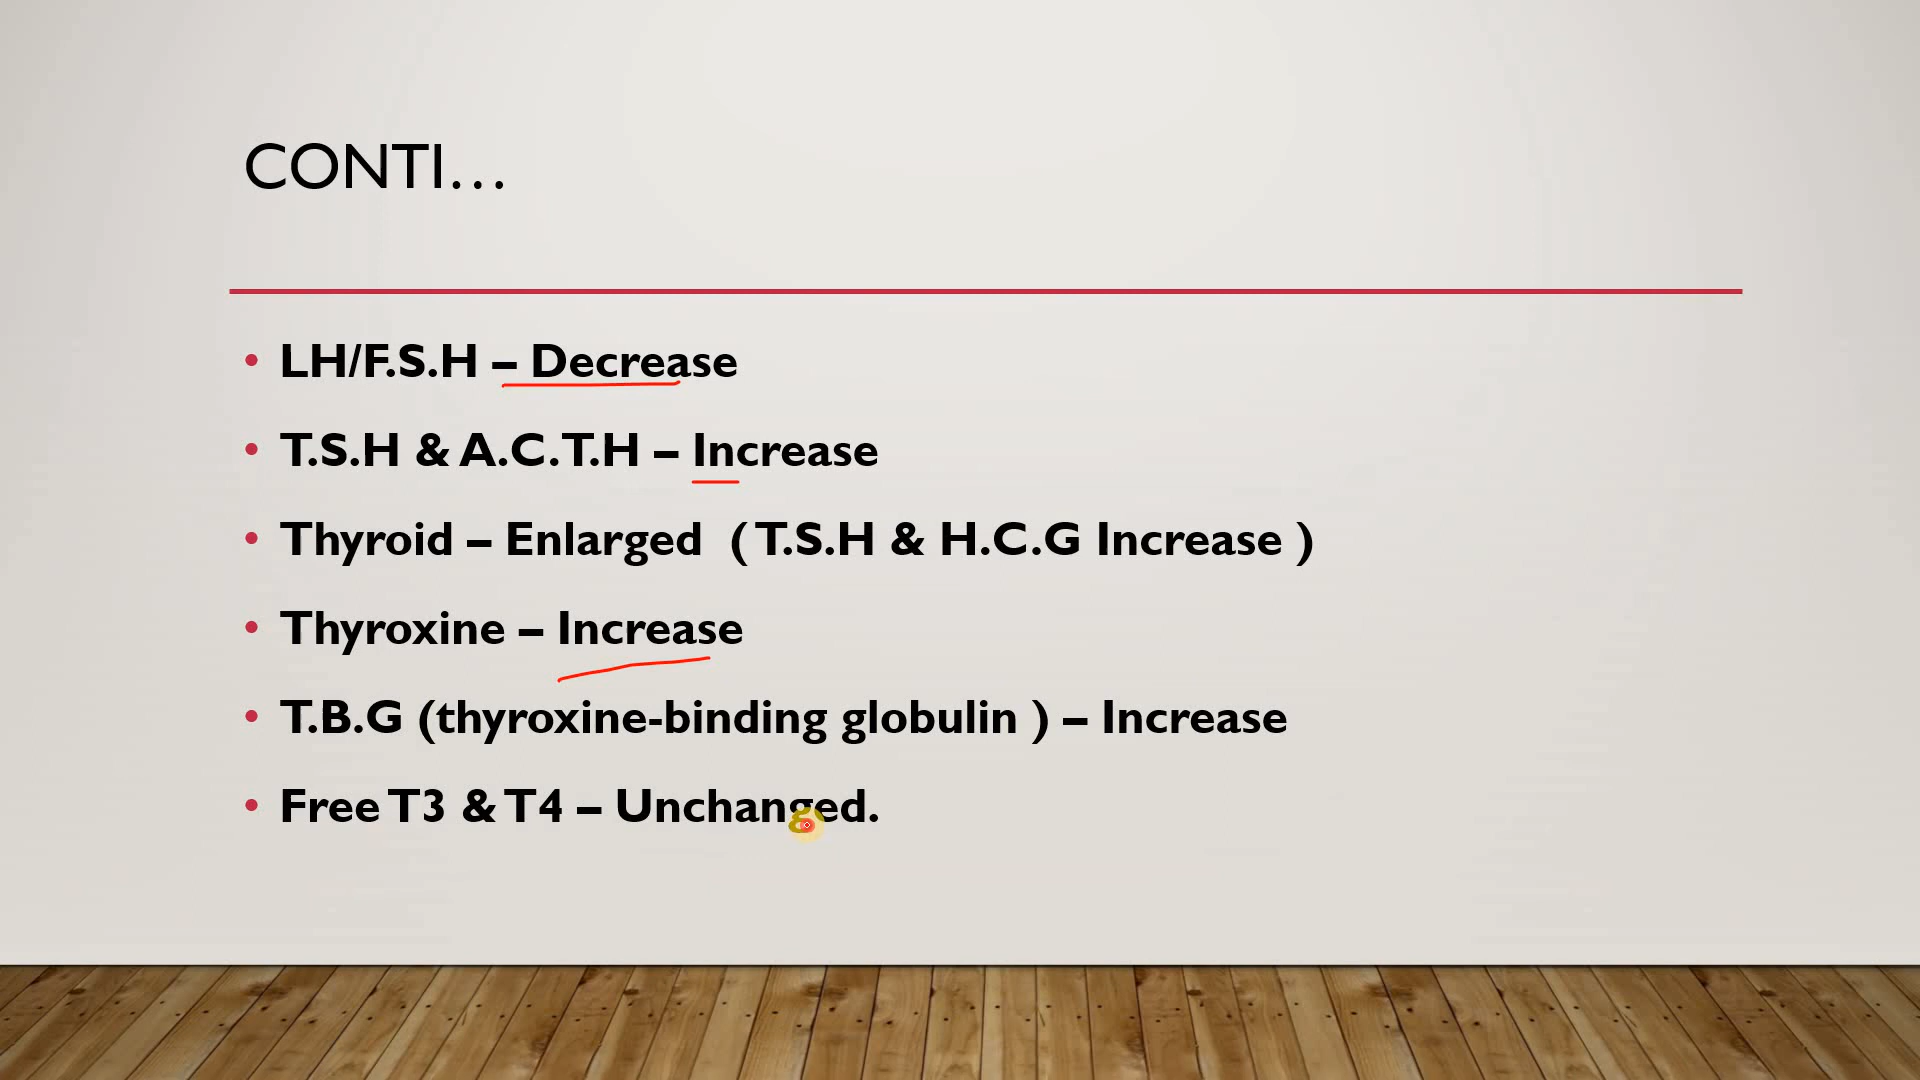 CONTI...
• LH/F.S.H – Decrease
• T.S.H & A.C.T.H – Increase
• Thyroid – Enlarged ( T.S.H & H.C.G Increase )
• Thyroxine – Increase
• T.B.G (thyroxine-binding globulin ) – Increase
• Free T3 & T4 – Unchanged.